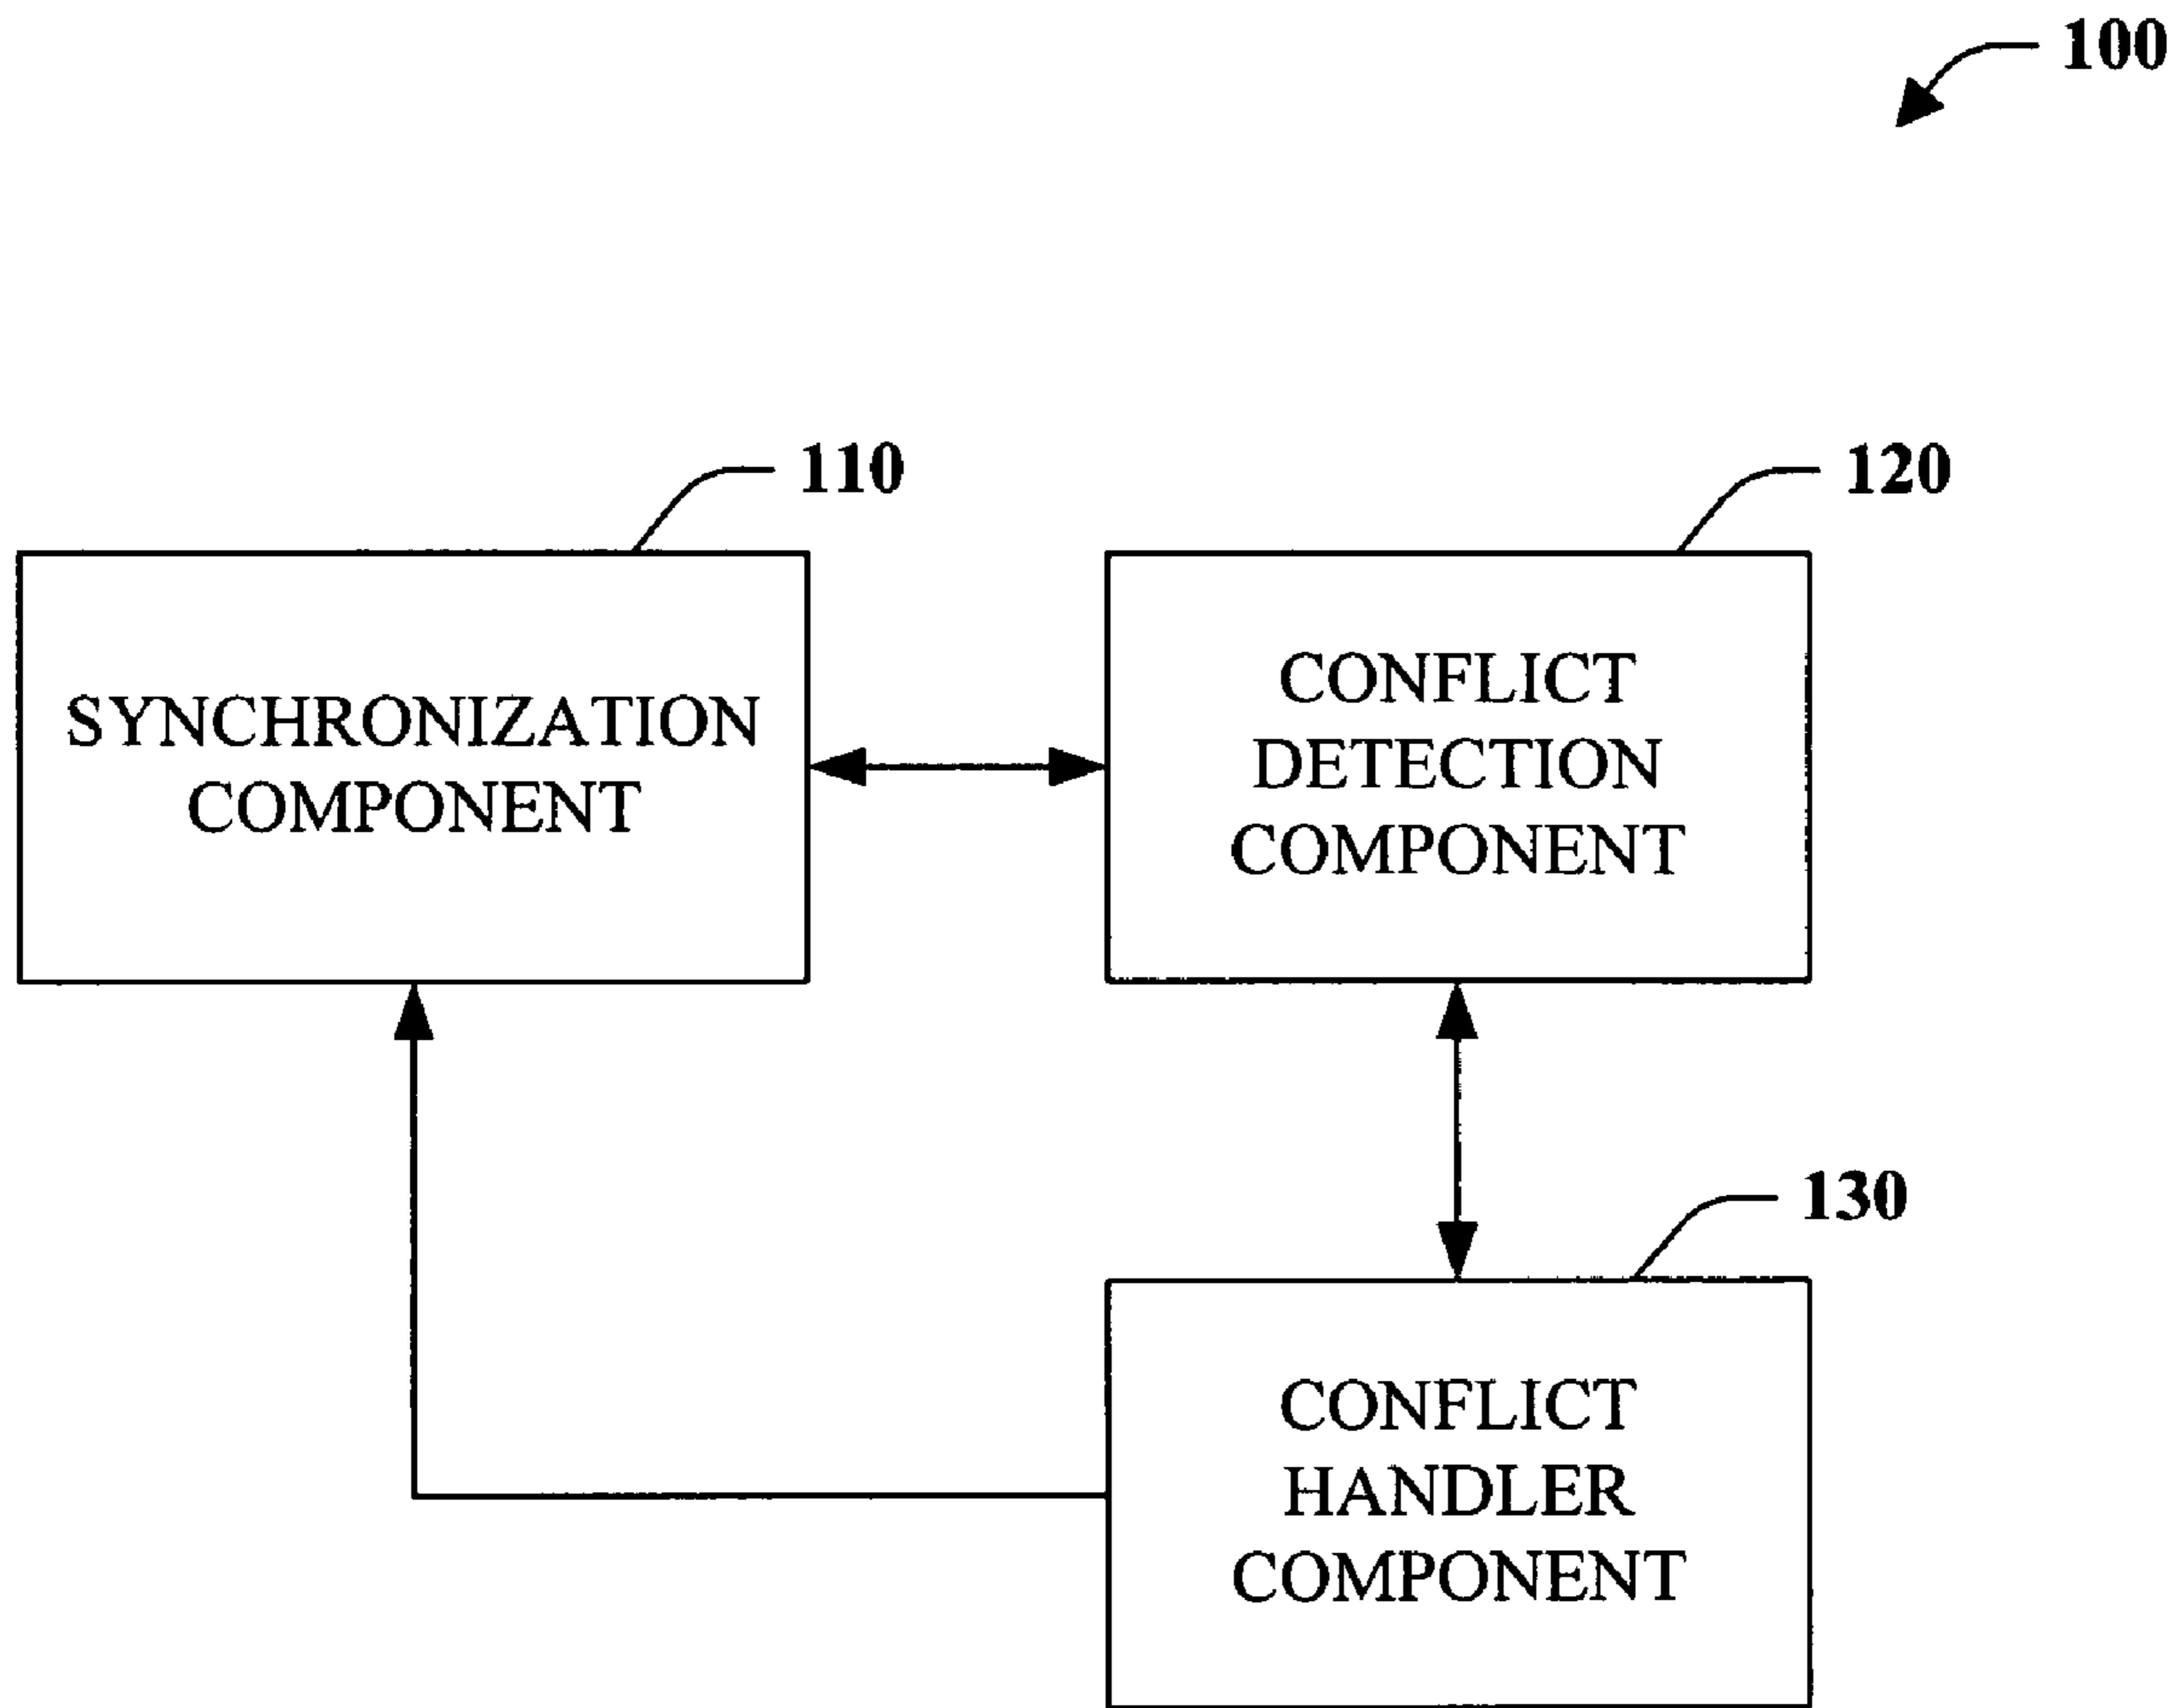 100
110
120
SYNCHRONIZATION
COMPONENT
CONFLICT
DETECTION
COMPONENT
130
CONFLICT
HANDLER
COMPONENT